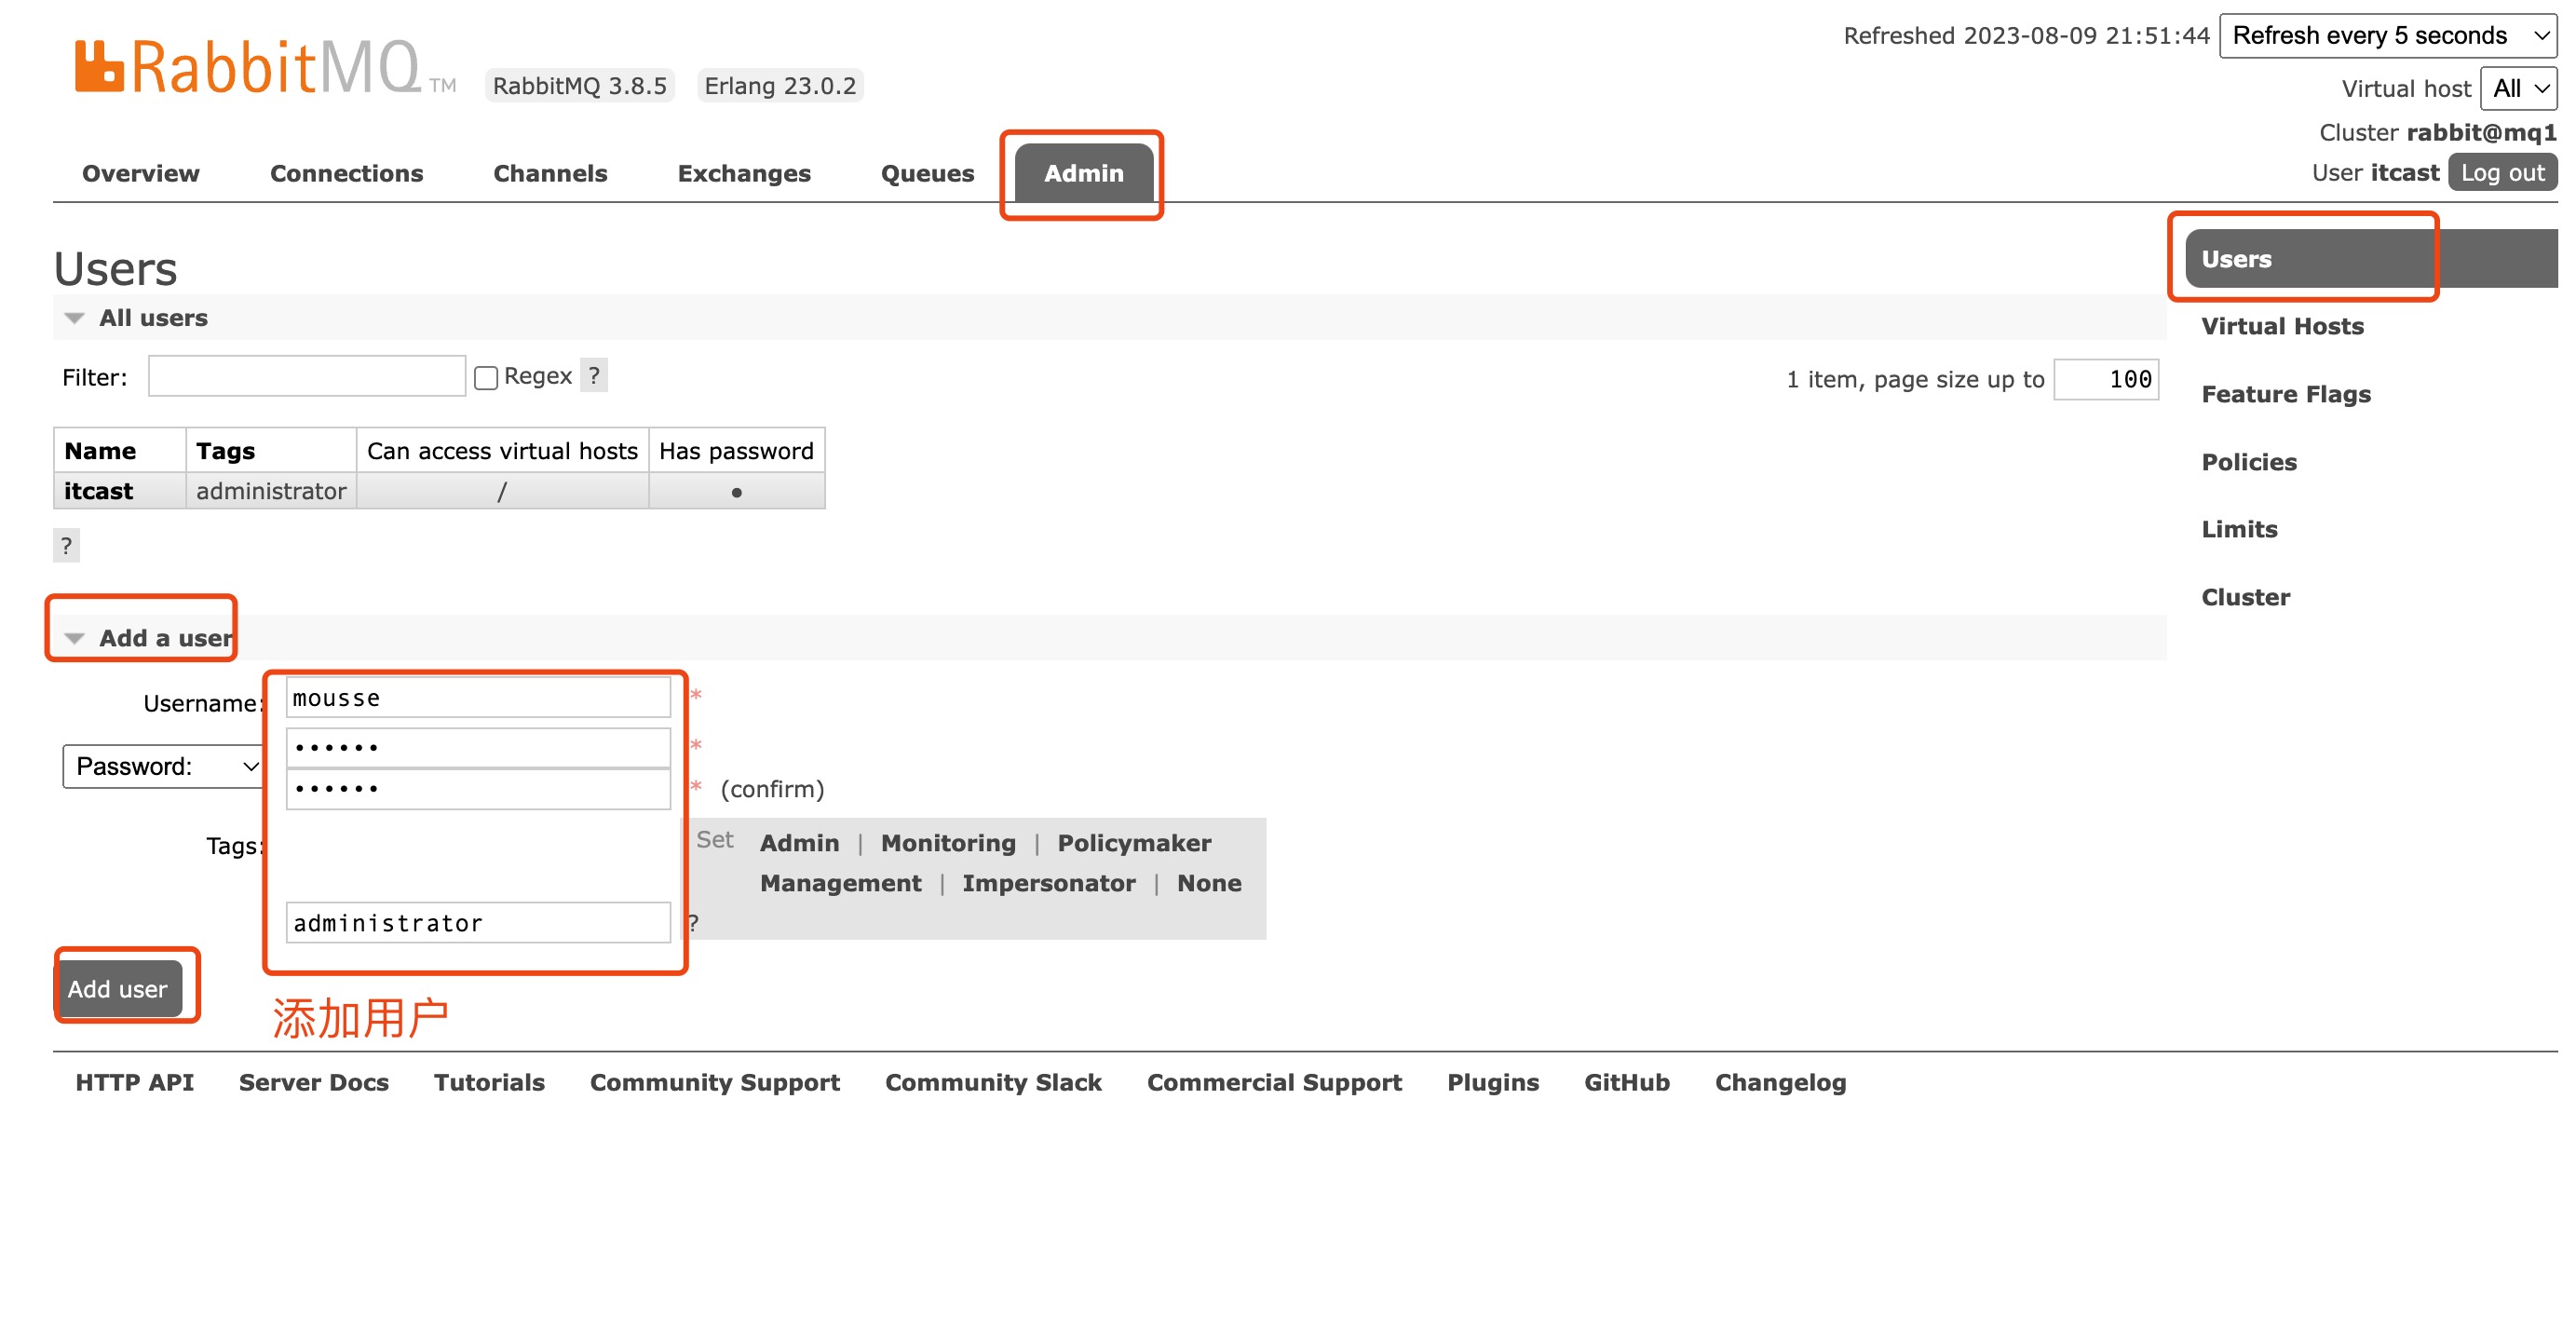 Refreshed 2023-08-09 21:51:44 Refresh every 5 seconds
RabbitMQ TM RabbitMQ 3.8.5 Erlang 23.0.2
Virtual host All
Cluster rabbit@mq1
User itcast Log out
Overview Connections Channels Exchanges Queues Admin
Users
All users
Filter: Regex ? 1 item, page size up to 100
Name Tags Can access virtual hosts Has password
itcast administrator / ●
?
Add a user
Username: mousse *
Password: •••••• *
•••••• * (confirm)
Tags: Set Admin | Monitoring | Policymaker
Management | Impersonator | None
administrator ?
Add user
添加用户
Users
Virtual Hosts
Feature Flags
Policies
Limits
Cluster
HTTP API Server Docs Tutorials Community Support Community Slack Commercial Support Plugins GitHub Changelog